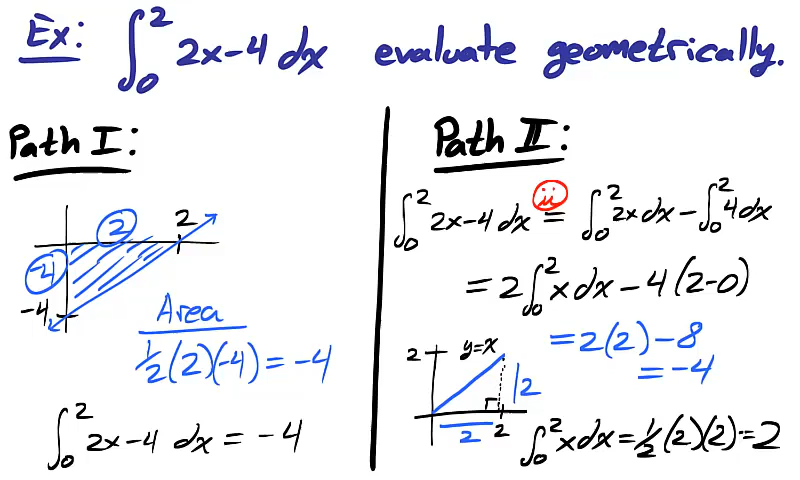 Ex: ∫₀² 2x-4 dx evaluate geometrically.
Path I:
2
2
-4
-4
Area
½(2)(-4) = -4
∫₀² 2x-4 dx = -4
Path II:
∫₀² 2x-4 dx (ii) = ∫₀² 2x dx - ∫₀² 4 dx
= 2∫₀² x dx - 4(2-0)
= 2(2) - 8
= -4
2
y=x
2
2
2
∫₀² x dx = ½(2)(2) = 2